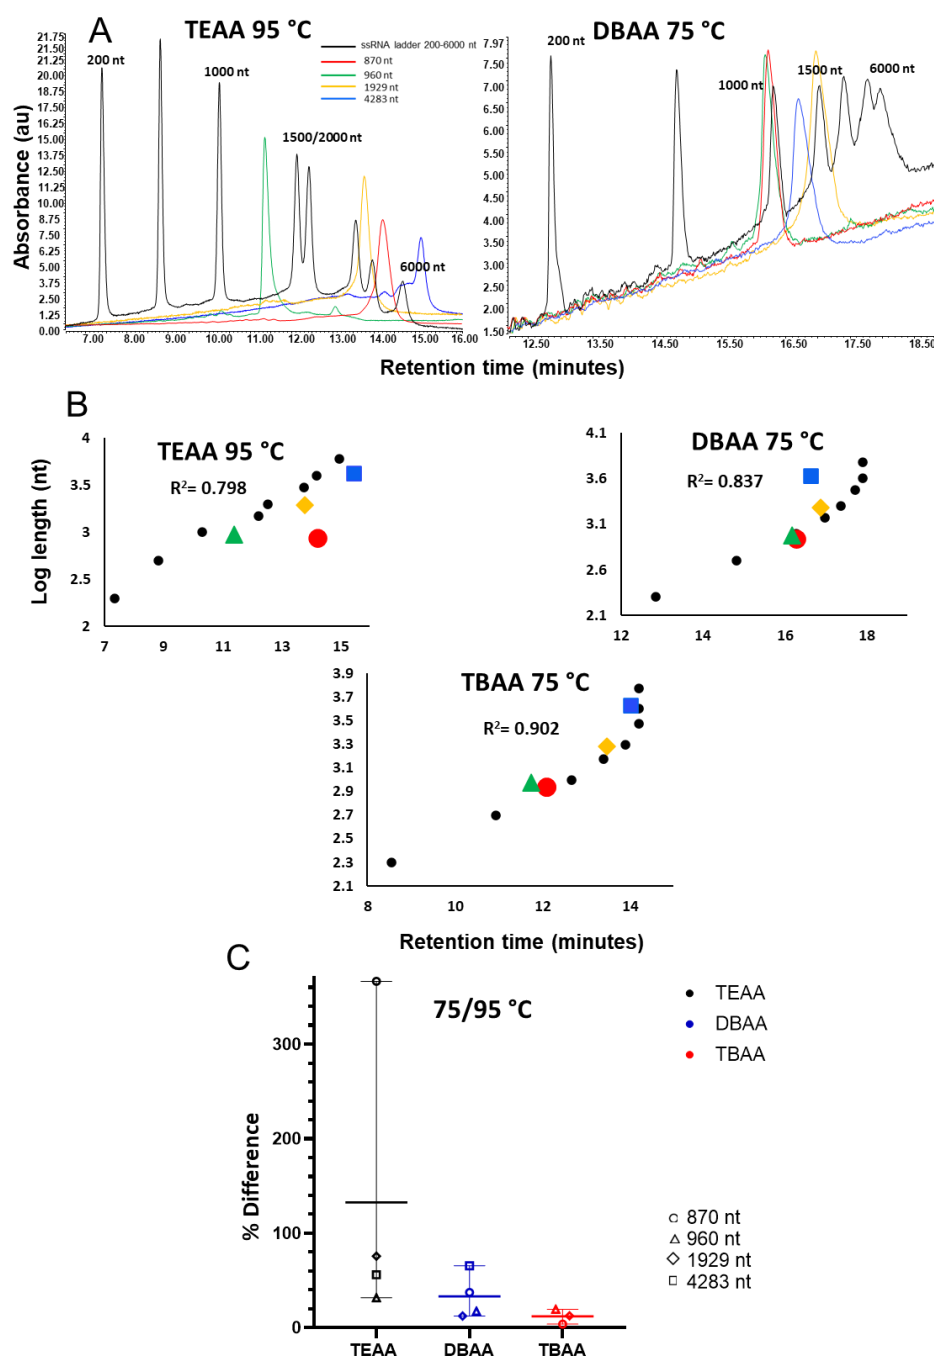 A
TEAA 95 °C
DBAA 75 °C
ssRNA ladder 200-6000 nt
870 nt
960 nt
1929 nt
4283 nt
21.75
21.50
20.00
18.75
17.50
16.25
15.00
13.75
12.50
11.25
10.00
8.75
7.50
6.25
5.00
3.75
2.50
1.25
0.00
200 nt
1000 nt
1500/2000 nt
6000 nt
7.00
8.00
9.00
10.00
11.00
12.00
13.00
14.00
15.00
16.00
7.97
7.50
7.00
6.50
6.00
5.50
5.00
4.50
4.00
3.50
3.00
2.50
2.00
1.50
200 nt
1000 nt
1500 nt
6000 nt
12.50
13.50
14.50
15.50
16.50
17.50
18.50
Absorbance (au)
Retention time (minutes)
B
TEAA 95 °C
R²= 0.798
4
3.5
3
2.5
2
7
9
11
13
15
Log length (nt)
DBAA 75 °C
R²= 0.837
4.1
3.6
3.1
2.6
2.1
12
14
16
18
TBAA 75 °C
R²= 0.902
3.9
3.7
3.5
3.3
3.1
2.9
2.7
2.5
2.3
2.1
8
10
12
14
Retention time (minutes)
C
75/95 °C
TEAA
DBAA
TBAA
300
200
100
0
% Difference
870 nt
960 nt
1929 nt
4283 nt
TEAA
DBAA
TBAA